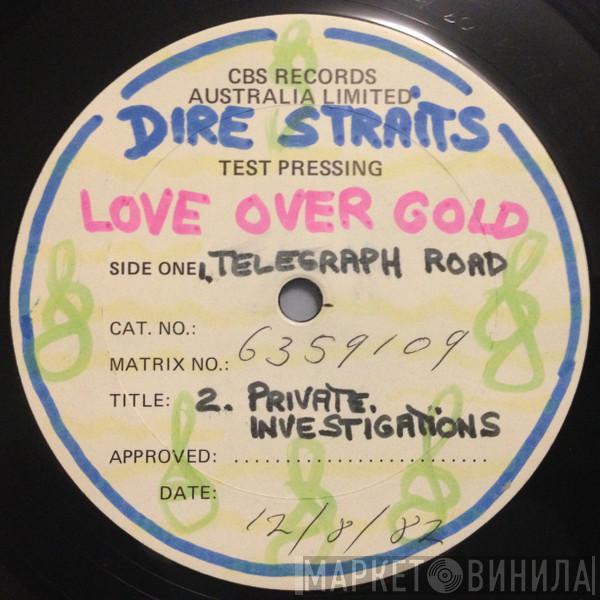 CBS RECORDS
AUSTRALIA LIMITED
DIRE STRAITS
TEST PRESSING
LOVE OVER GOLD
SIDE ONE 1. TELEGRAPH ROAD
CAT. NO.:
MATRIX NO.: 6359109
TITLE: 2. PRIVATE.
INVESTIGATIONS
APPROVED: ........................
DATE:
12/8/82
МАРКЕТ ВИНИЛА